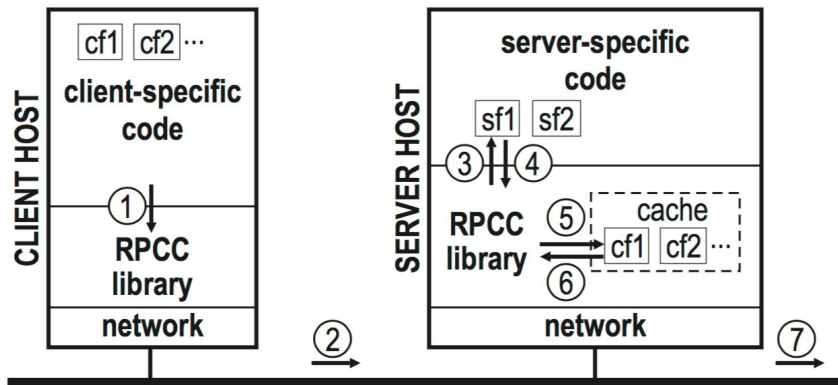 CLIENT HOST
cf1 cf2 ...
client-specific
code
1
RPCC
library
network
2
SERVER HOST
server-specific
code
sf1 sf2
3 4
RPCC
library
5
6
cache
cf1 cf2 ...
network
7